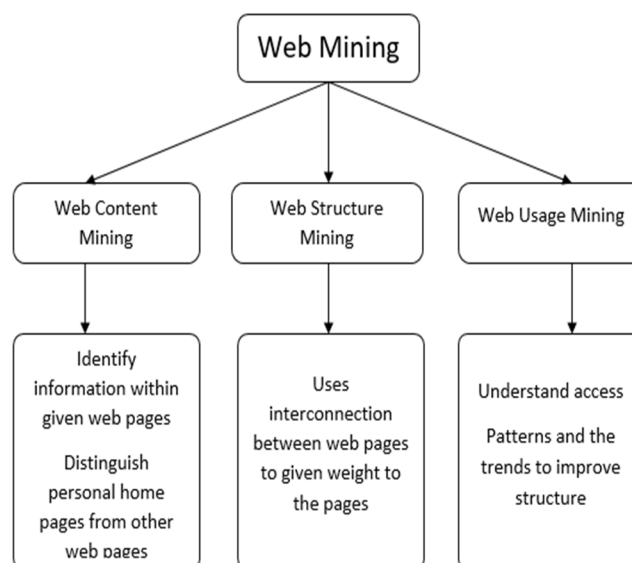 Web Mining
Web Content
Mining
Web Structure
Mining
Web Usage Mining
Identify
information within
given web pages
Distinguish
personal home
pages from other
web pages
Uses
interconnection
between web pages
to given weight to
the pages
Understand access
Patterns and the
trends to improve
structure